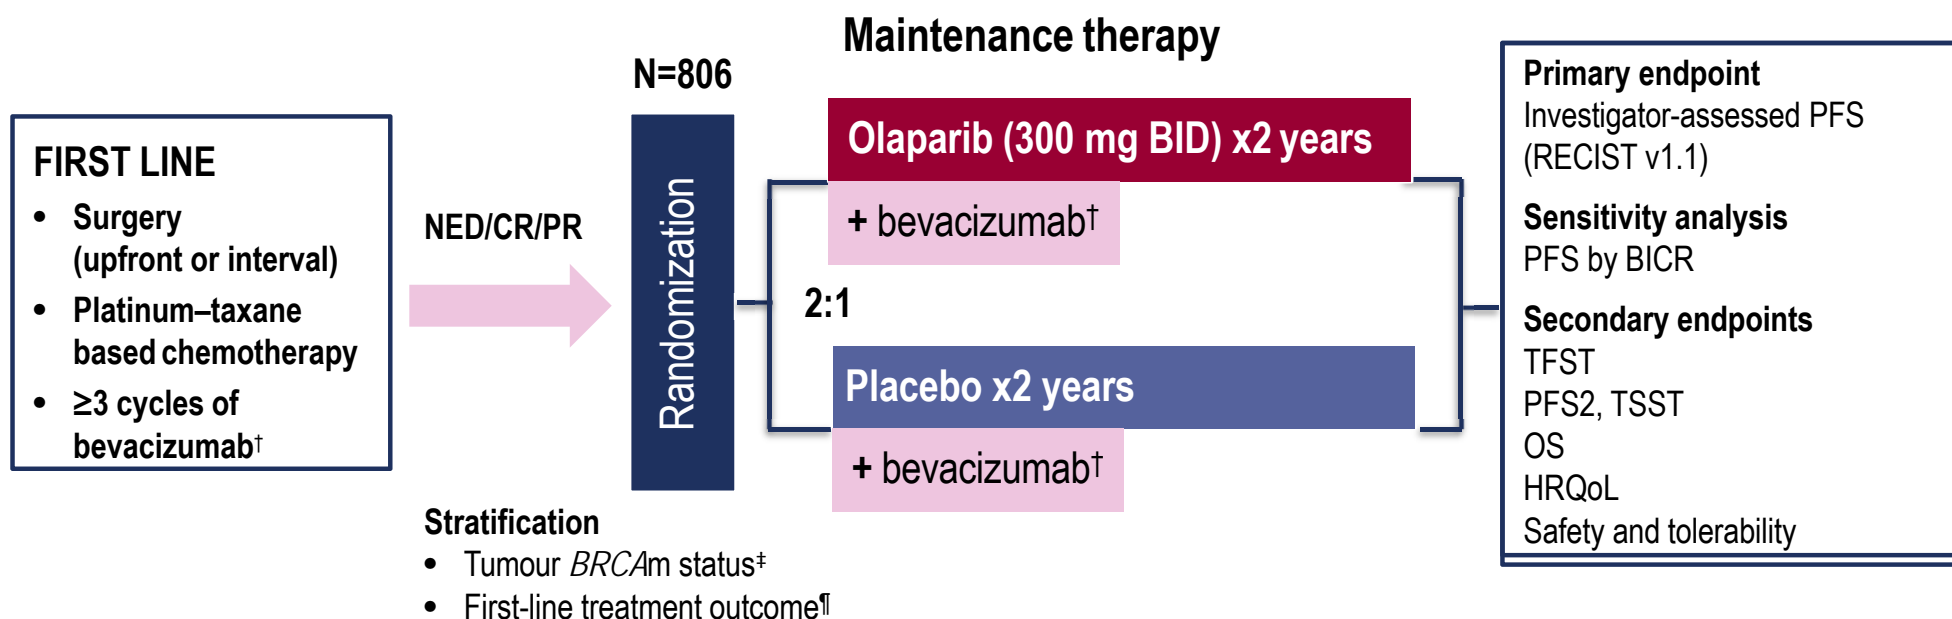 Maintenance therapy
N=806
FIRST LINE
• Surgery
(upfront or interval)
• Platinum–taxane
based chemotherapy
• ≥3 cycles of
bevacizumab†
NED/CR/PR
Randomization
Stratification
• Tumour BRCAm status‡
• First-line treatment outcome¶
Olaparib (300 mg BID) x2 years
+ bevacizumab†
2:1
Placebo x2 years
+ bevacizumab†
Primary endpoint
Investigator-assessed PFS
(RECIST v1.1)
Sensitivity analysis
PFS by BICR
Secondary endpoints
TFST
PFS2, TSST
OS
HRQoL
Safety and tolerability